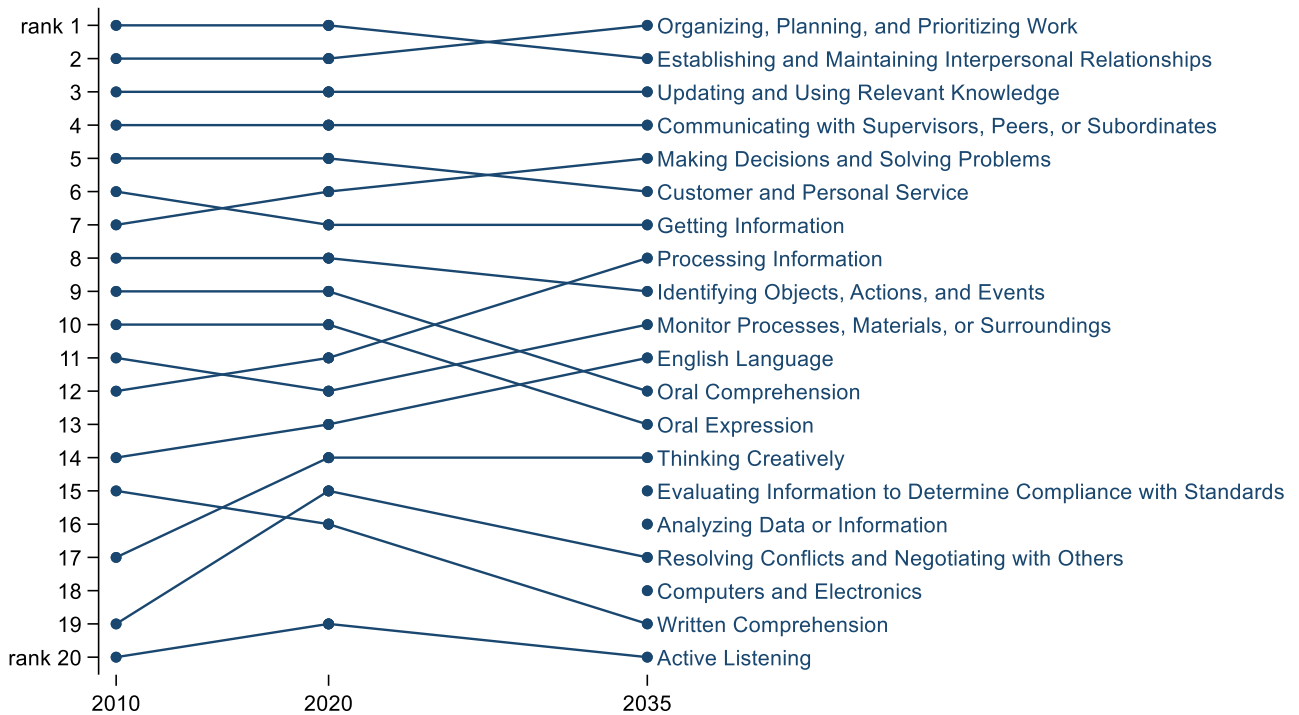 rank 1 Organizing, Planning, and Prioritizing Work
2 Establishing and Maintaining Interpersonal Relationships
3 Updating and Using Relevant Knowledge
4 Communicating with Supervisors, Peers, or Subordinates
5 Making Decisions and Solving Problems
6 Customer and Personal Service
7 Getting Information
8 Processing Information
9 Identifying Objects, Actions, and Events
10 Monitor Processes, Materials, or Surroundings
11 English Language
12 Oral Comprehension
13 Oral Expression
14 Thinking Creatively
15 Evaluating Information to Determine Compliance with Standards
16 Analyzing Data or Information
17 Resolving Conflicts and Negotiating with Others
18 Computers and Electronics
19 Written Comprehension
rank 20 Active Listening
2010 2020 2035